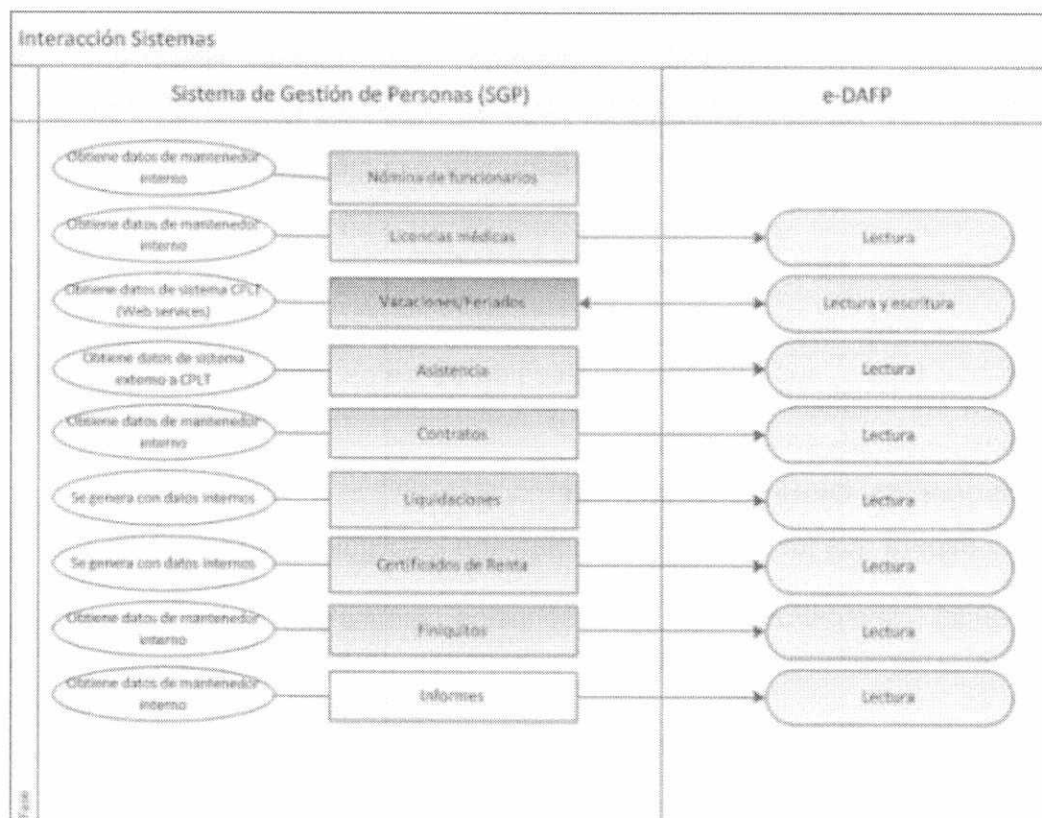 Interacción Sistemas
Sistema de Gestión de Personas (SGP)
e-DAFP
Obtiene datos de mantenedor
interno
Nómina de funcionarios
Obtiene datos de mantenedor
interno
Licencias médicas
Lectura
Obtiene datos de sistema CPLT
(Web services)
Vacaciones/Feriados
Lectura y escritura
Obtiene datos de sistema
externo a CPLT
Asistencia
Lectura
Obtiene datos de mantenedor
interno
Contratos
Lectura
Se genera con datos internos
Liquidaciones
Lectura
Se genera con datos internos
Certificados de Renta
Lectura
Obtiene datos de mantenedor
interno
Finiquitos
Lectura
Obtiene datos de mantenedor
interno
Informes
Lectura
Fase